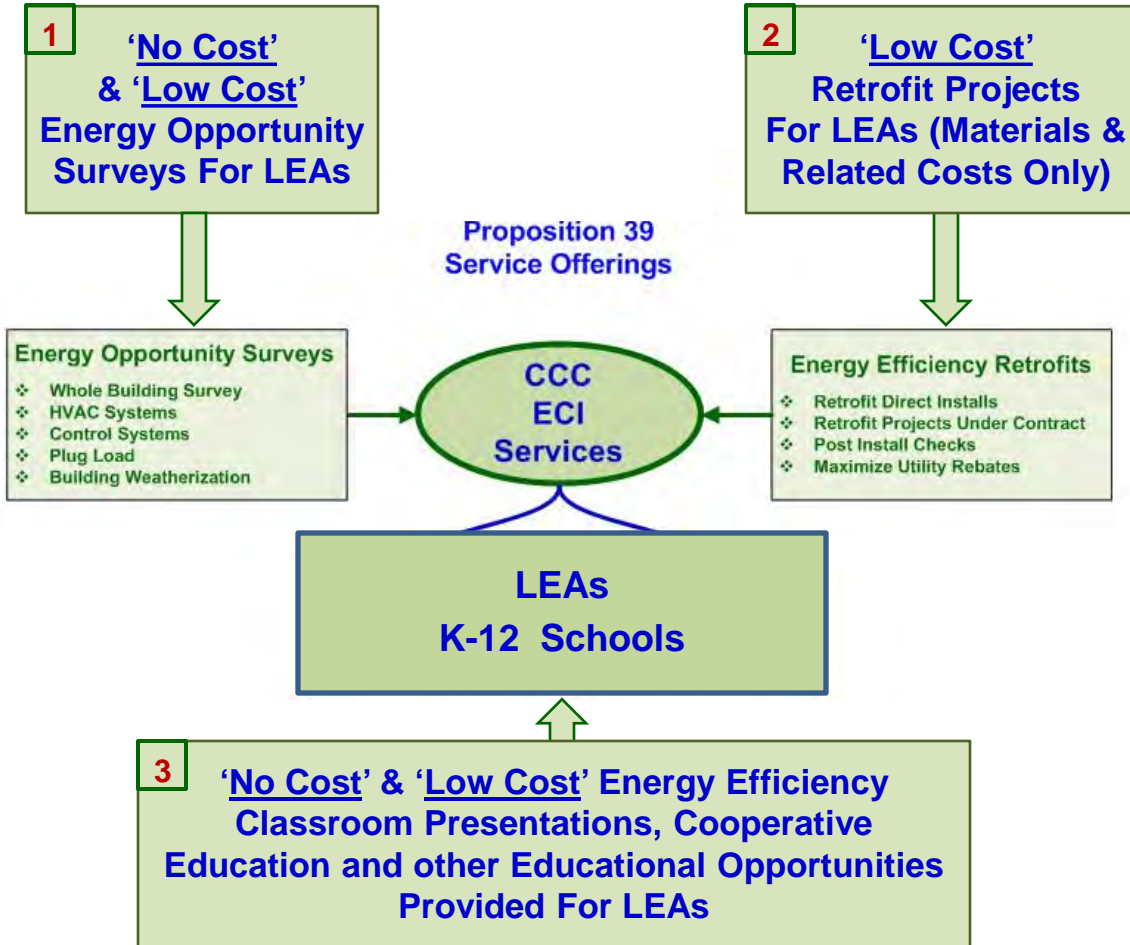 1
‘No Cost’
& ‘Low Cost’
Energy Opportunity
Surveys For LEAs
2
‘Low Cost’
Retrofit Projects
For LEAs (Materials &
Related Costs Only)
Proposition 39
Service Offerings
Energy Opportunity Surveys
❖ Whole Building Survey
❖ HVAC Systems
❖ Control Systems
❖ Plug Load
❖ Building Weatherization
CCC
ECI
Services
Energy Efficiency Retrofits
❖ Retrofit Direct Installs
❖ Retrofit Projects Under Contract
❖ Post Install Checks
❖ Maximize Utility Rebates
LEAs
K-12 Schools
3
‘No Cost’ & ‘Low Cost’ Energy Efficiency
Classroom Presentations, Cooperative
Education and other Educational Opportunities
Provided For LEAs